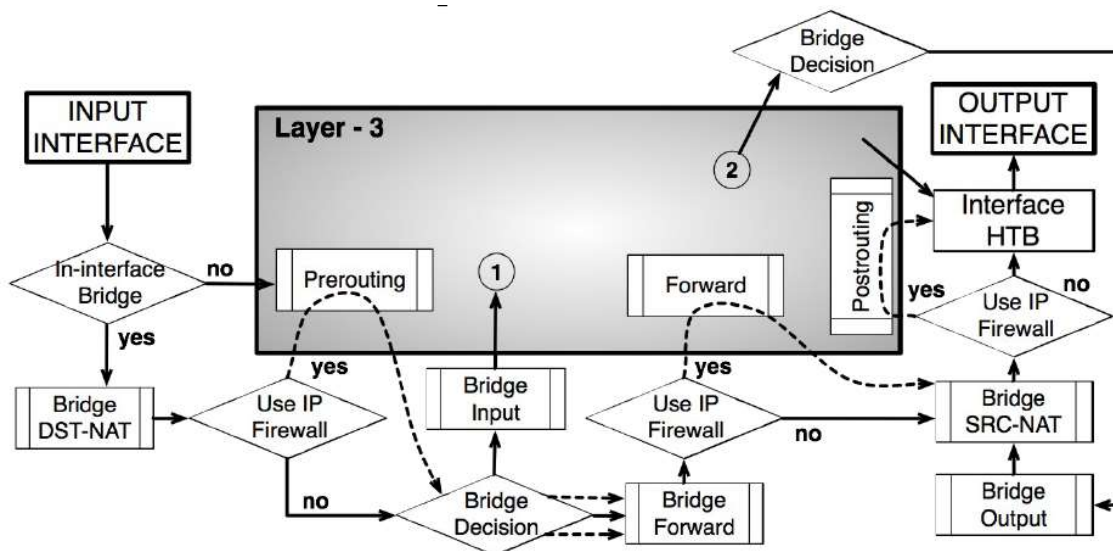 Bridge
Decision
INPUT
INTERFACE
OUTPUT
INTERFACE
Layer - 3
2
Interface
HTB
Postrouting
In-interface
Bridge
no
Prerouting
1
Forward
yes
no
Use IP
Firewall
yes
yes
yes
Bridge
DST-NAT
Use IP
Firewall
Bridge
Input
Use IP
Firewall
no
Bridge
SRC-NAT
no
Bridge
Decision
Bridge
Forward
Bridge
Output